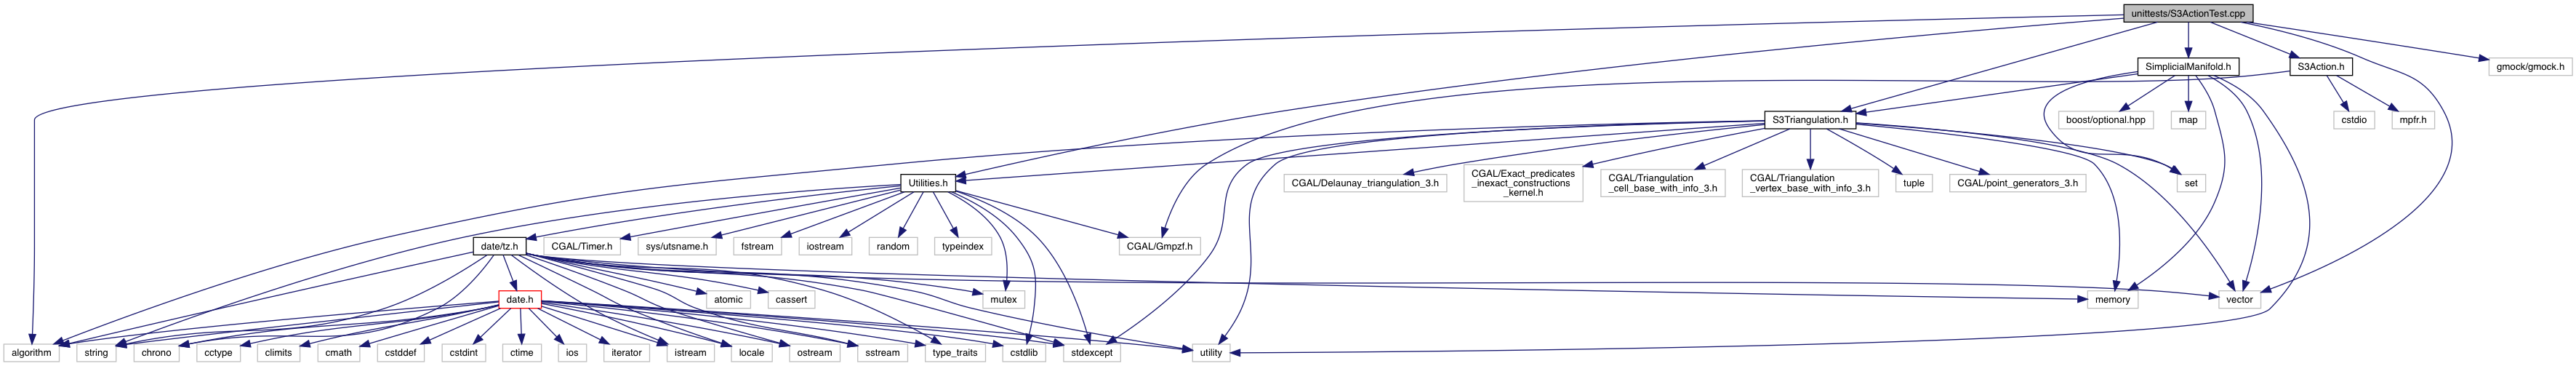 unittests/S3ActionTest.cpp
SimplicialManifold.h
S3Action.h
gmock/gmock.h
S3Triangulation.h
boost/optional.hpp
map
cstdio
mpfr.h
Utilities.h
CGAL/Delaunay_triangulation_3.h
CGAL/Exact_predicates
_inexact_constructions
_kernel.h
CGAL/Triangulation
_cell_base_with_info_3.h
CGAL/Triangulation
_vertex_base_with_info_3.h
tuple
CGAL/point_generators_3.h
set
date/tz.h
CGAL/Timer.h
sys/utsname.h
fstream
iostream
random
typeindex
CGAL/Gmpzf.h
date.h
atomic
cassert
mutex
memory
vector
algorithm
string
chrono
cctype
climits
cmath
cstddef
cstdint
ctime
ios
iterator
istream
locale
ostream
sstream
type_traits
cstdlib
stdexcept
utility